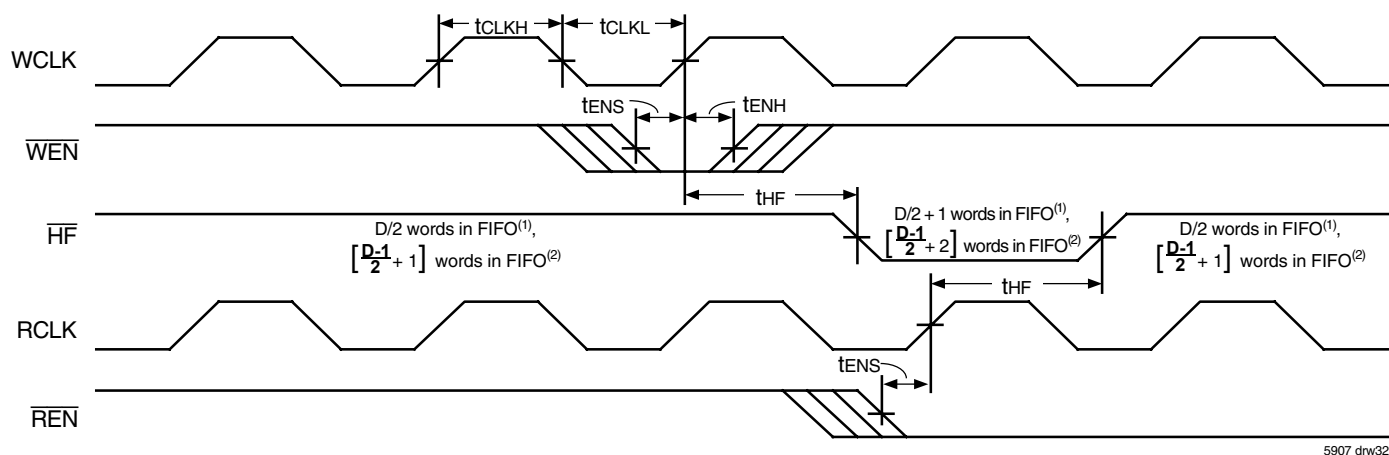 tCLKH
tCLKL
WCLK
tENS
tENH
WEN
tHF
HF
D/2 words in FIFO(1),
[D-1/2 + 1] words in FIFO(2)
D/2 + 1 words in FIFO(1),
[D-1/2 + 2] words in FIFO(2)
D/2 words in FIFO(1),
[D-1/2 + 1] words in FIFO(2)
tHF
RCLK
tENS
REN
5907 drw32